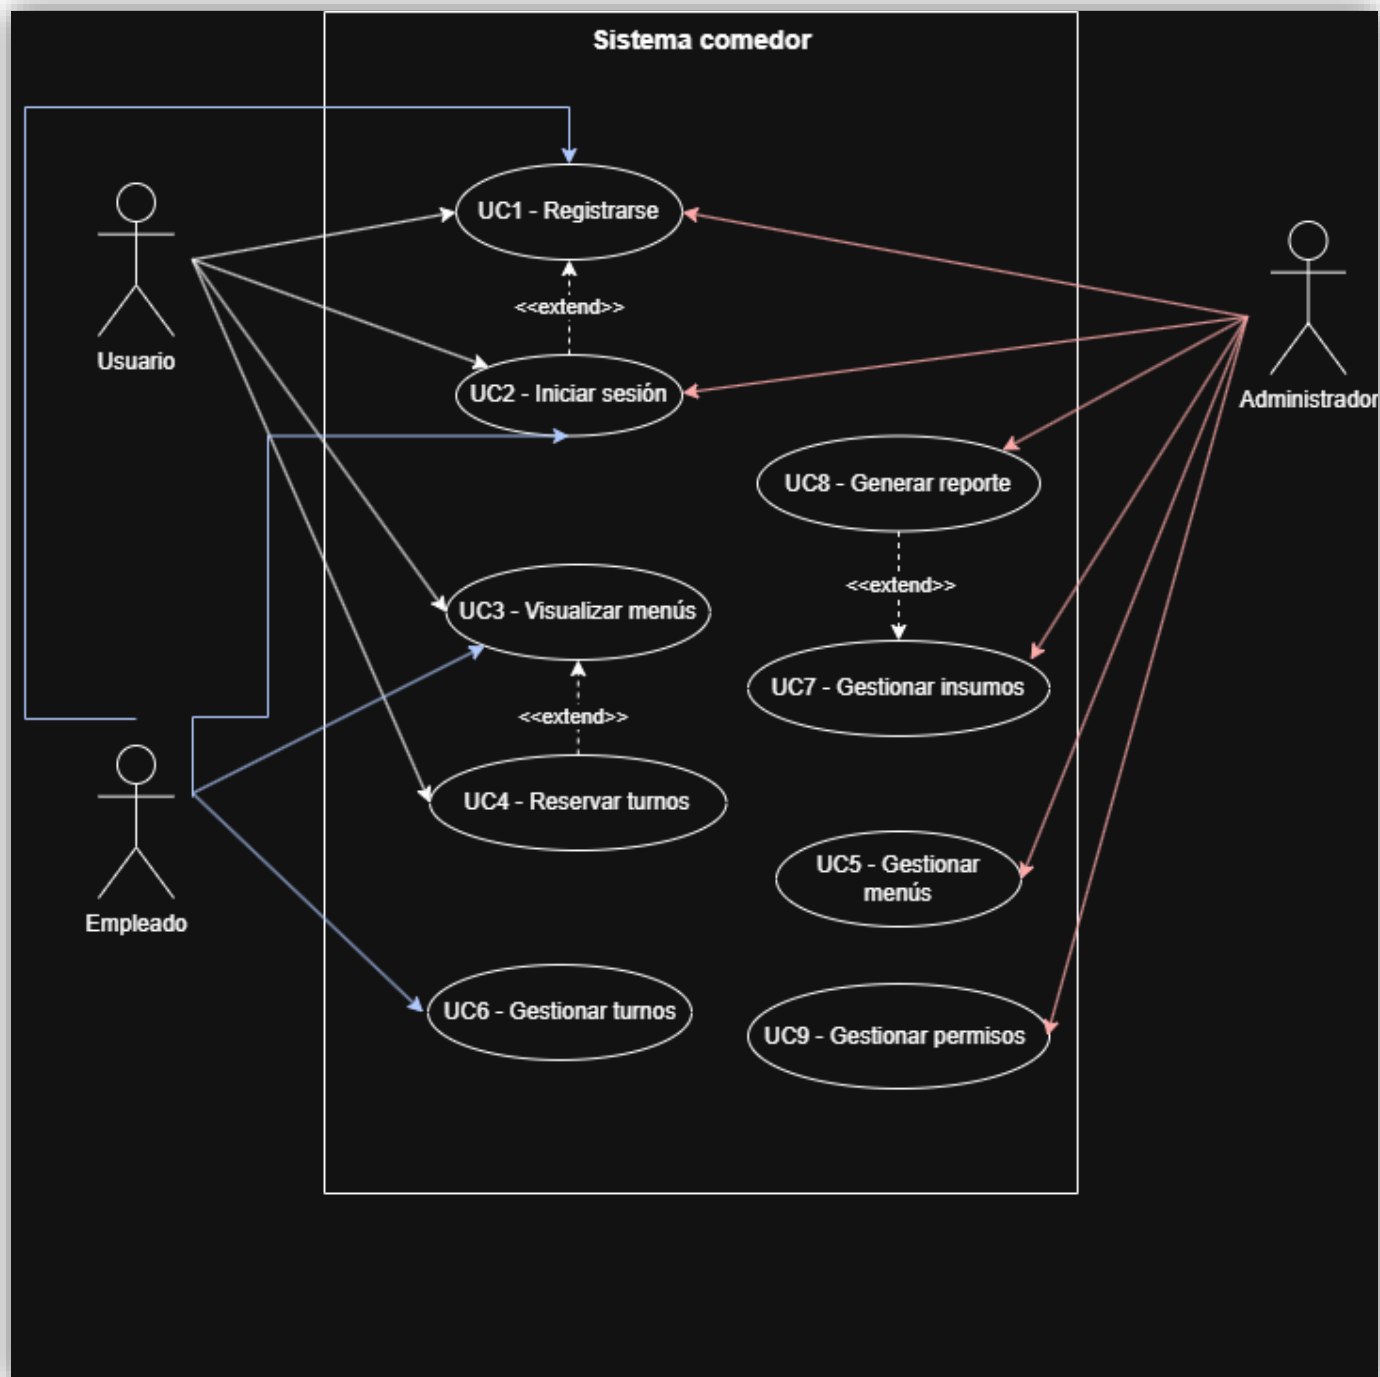 Sistema comedor
UC1 - Registrarse
<<extend>>
Usuario
UC2 - Iniciar sesión
Administrador
UC8 - Generar reporte
<<extend>>
UC3 - Visualizar menús
UC7 - Gestionar insumos
<<extend>>
UC4 - Reservar turnos
UC5 - Gestionar
menús
Empleado
UC6 - Gestionar turnos
UC9 - Gestionar permisos